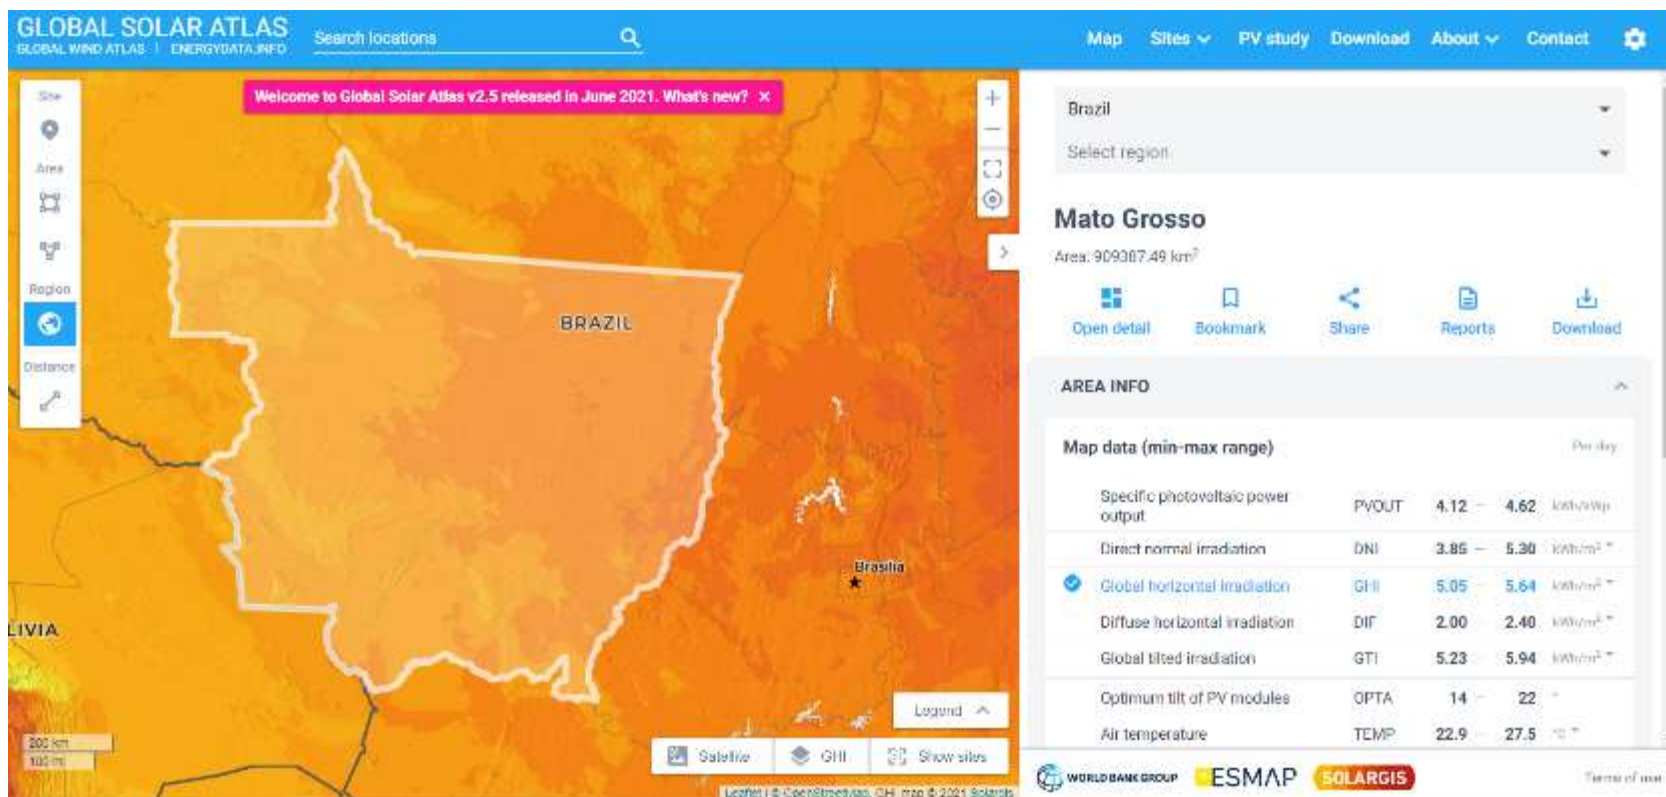 GLOBAL SOLAR ATLAS
GLOBAL WIND ATLAS | ENERGYDATA.INFO
Search locations
Map Sites PV study Download About Contact
Welcome to Global Solar Atlas v2.5 released in June 2021. What's new? ×
Site
Area
Region
Distance
BRAZIL
Brasília
LIVIA
200 km
100 mi
Legend
Satellite GHI Show sites
Leaflet | © OpenStreetMap, GHI map © 2021 Solargis
Brazil
Select region
Mato Grosso
Area: 909387.49 km²
Open detail Bookmark Share Reports Download
AREA INFO
Map data (min-max range) Per day
Specific photovoltaic power output PVOUT 4.12 – 4.62 kWh/kWp
Direct normal irradiation DNI 3.85 – 5.30 kWh/m²
Global horizontal irradiation GHI 5.05 – 5.64 kWh/m²
Diffuse horizontal irradiation DIF 2.00 – 2.40 kWh/m²
Global tilted irradiation GTI 5.23 – 5.94 kWh/m²
Optimum tilt of PV modules OPTA 14 – 22 °
Air temperature TEMP 22.9 – 27.5 °C
WORLD BANK GROUP ESMAP SOLARGIS Terms of use